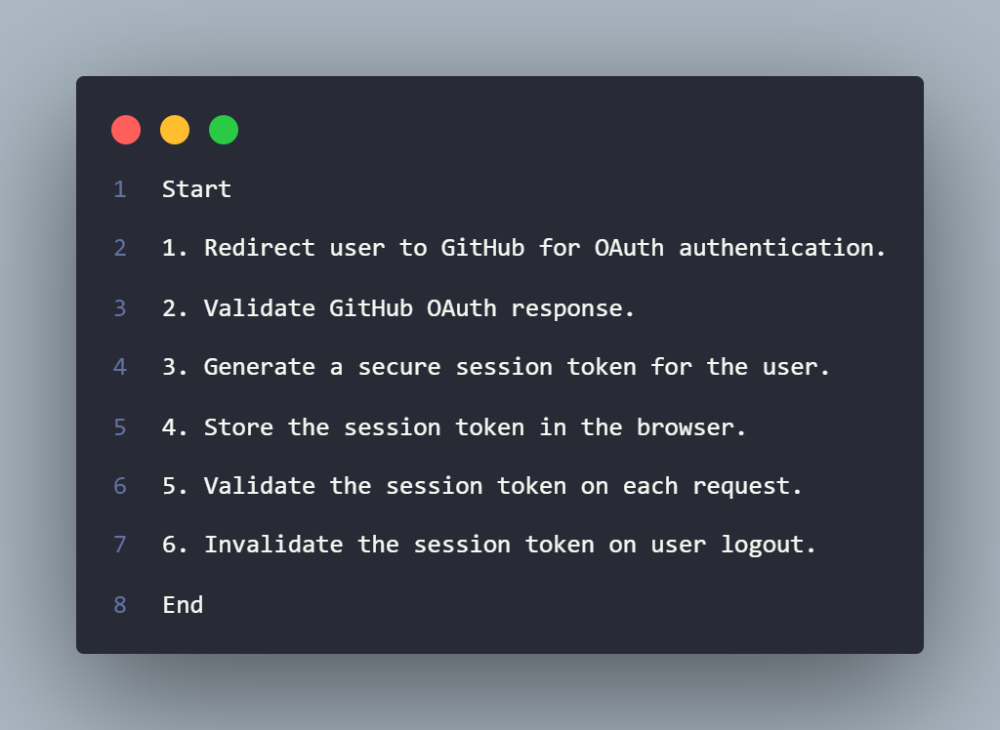 1 Start
2 1. Redirect user to GitHub for OAuth authentication.
3 2. Validate GitHub OAuth response.
4 3. Generate a secure session token for the user.
5 4. Store the session token in the browser.
6 5. Validate the session token on each request.
7 6. Invalidate the session token on user logout.
8 End